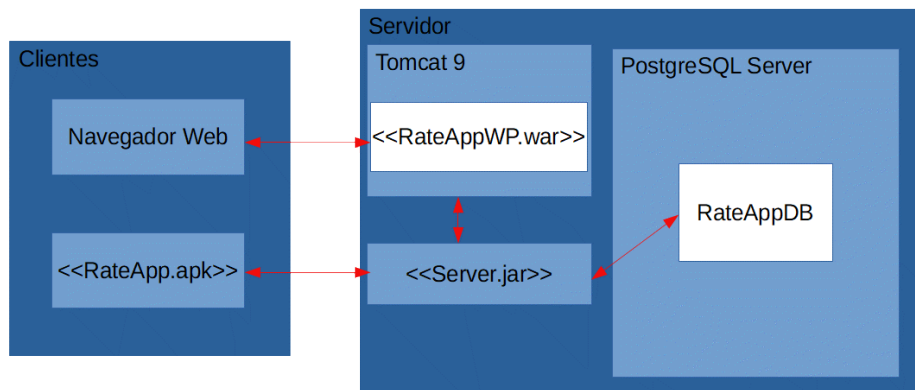 Clientes
Navegador Web
<<RateApp.apk>>
Servidor
Tomcat 9
<<RateAppWP.war>>
<<Server.jar>>
PostgreSQL Server
RateAppDB